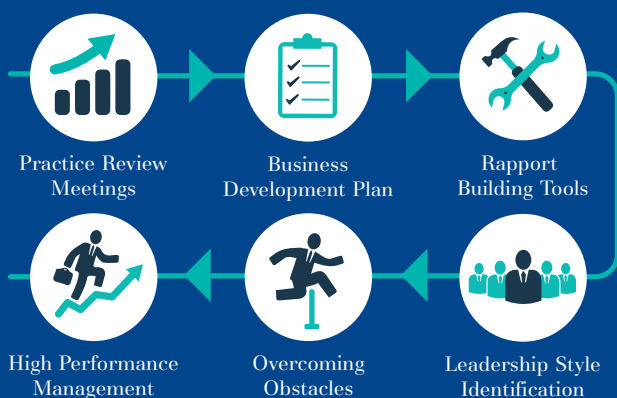 Practice Review
Meetings
Business
Development Plan
Rapport
Building Tools
Leadership Style
Identification
Overcoming
Obstacles
High Performance
Management